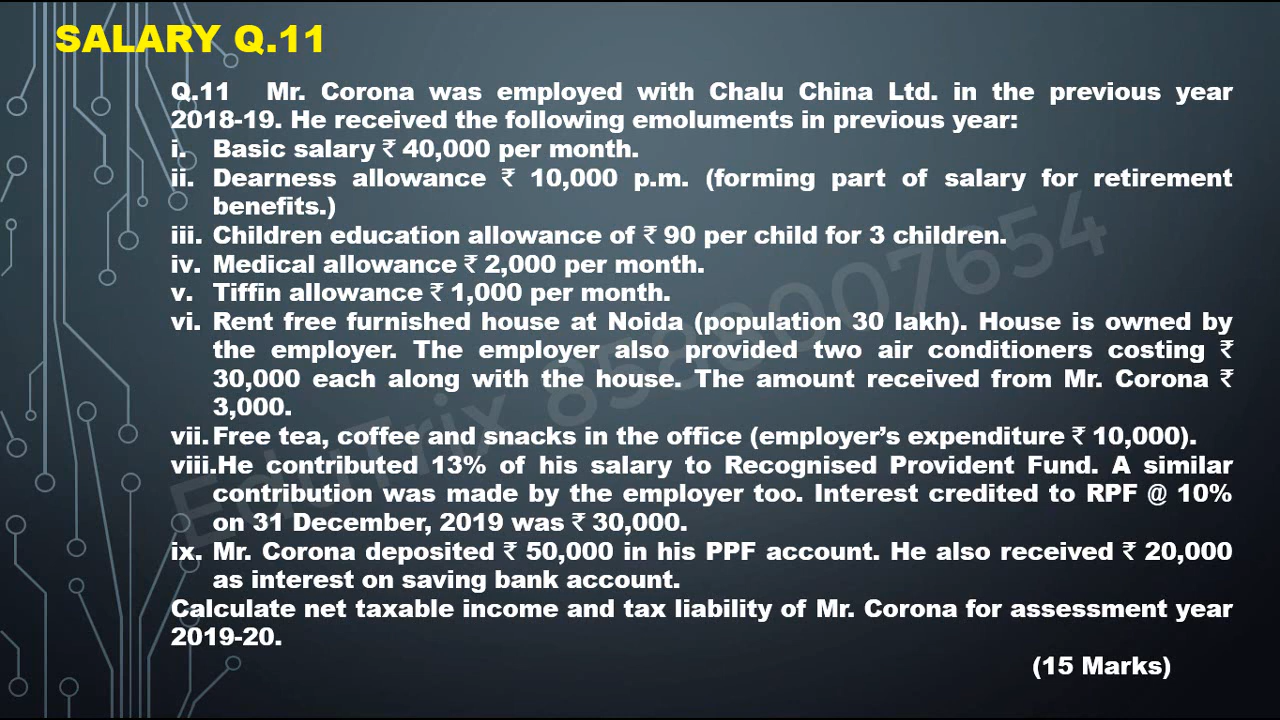 SALARY Q.11
Q.11 Mr. Corona was employed with Chalu China Ltd. in the previous year
2018-19. He received the following emoluments in previous year:
i. Basic salary ₹ 40,000 per month.
ii. Dearness allowance ₹ 10,000 p.m. (forming part of salary for retirement
benefits.)
iii. Children education allowance of ₹ 90 per child for 3 children.
iv. Medical allowance ₹ 2,000 per month.
v. Tiffin allowance ₹ 1,000 per month.
vi. Rent free furnished house at Noida (population 30 lakh). House is owned by
the employer. The employer also provided two air conditioners costing ₹
30,000 each along with the house. The amount received from Mr. Corona ₹
3,000.
vii. Free tea, coffee and snacks in the office (employer's expenditure ₹ 10,000).
viii.He contributed 13% of his salary to Recognised Provident Fund. A similar
contribution was made by the employer too. Interest credited to RPF @ 10%
on 31 December, 2019 was ₹ 30,000.
ix. Mr. Corona deposited ₹ 50,000 in his PPF account. He also received ₹ 20,000
as interest on saving bank account.
Calculate net taxable income and tax liability of Mr. Corona for assessment year
2019-20.
(15 Marks)